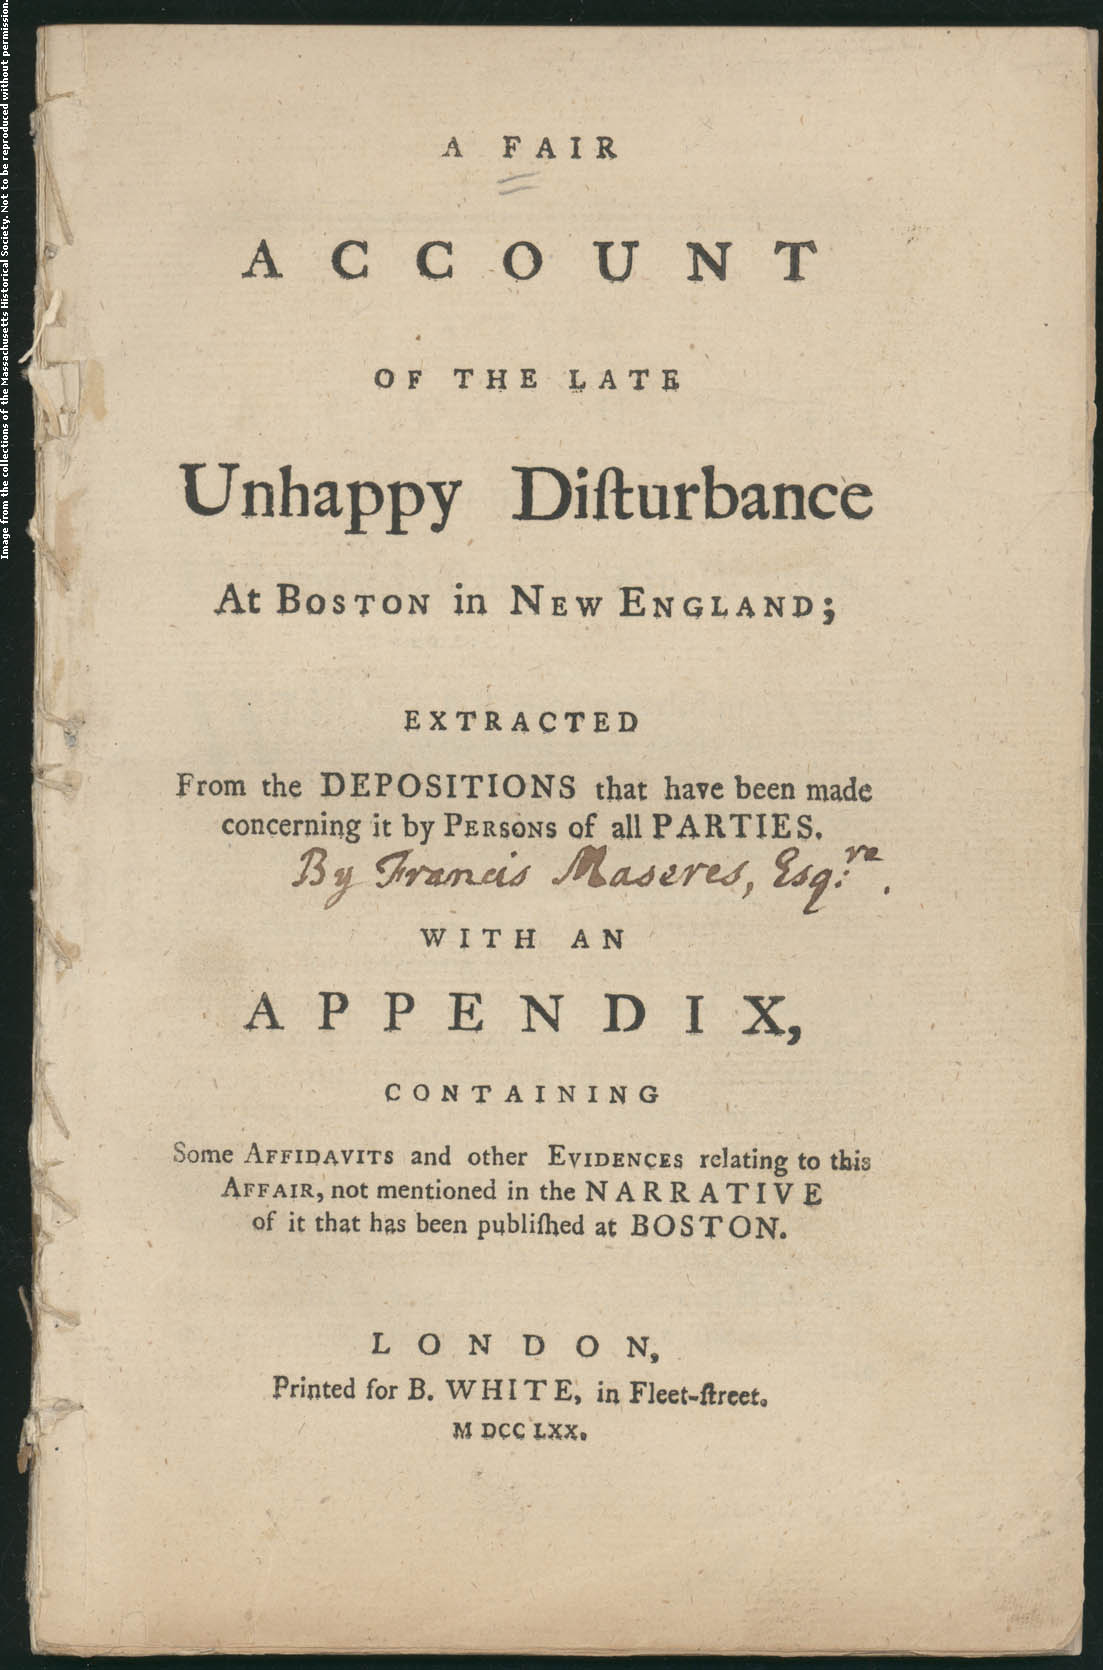 A FAIR
ACCOUNT
OF THE LATE
Unhappy Diſturbance
At BOSTON in NEW ENGLAND;
EXTRACTED
From the DEPOSITIONS that have been made
concerning it by PERSONS of all PARTIES.
By Francis Maseres, Esq:re.
WITH AN
APPENDIX,
CONTAINING
Some AFFIDAVITS and other EVIDENCES relating to this
AFFAIR, not mentioned in the NARRATIVE
of it that has been publiſhed at BOSTON.
LONDON,
Printed for B. WHITE, in Fleet-ſtreet.
M DCC LXX.
Image from the collections of the Massachusetts Historical Society. Not to be reproduced without permission.